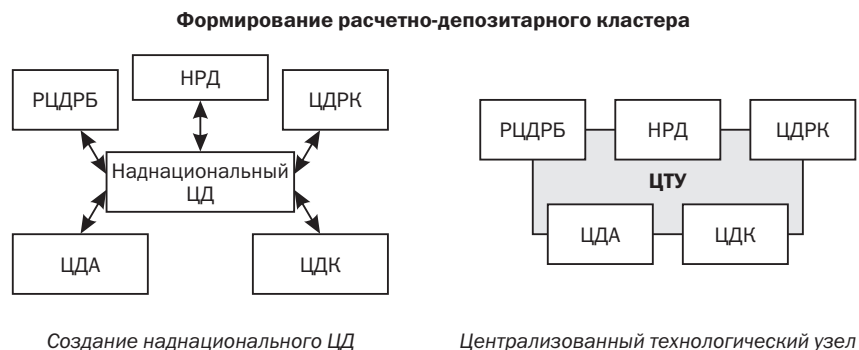 Формирование расчетно-депозитарного кластера
РЦДРБ
НРД
ЦДРК
Наднациональный
ЦД
ЦДА
ЦДК
Создание наднационального ЦД
РЦДРБ
НРД
ЦДРК
ЦТУ
ЦДА
ЦДК
Централизованный технологический узел